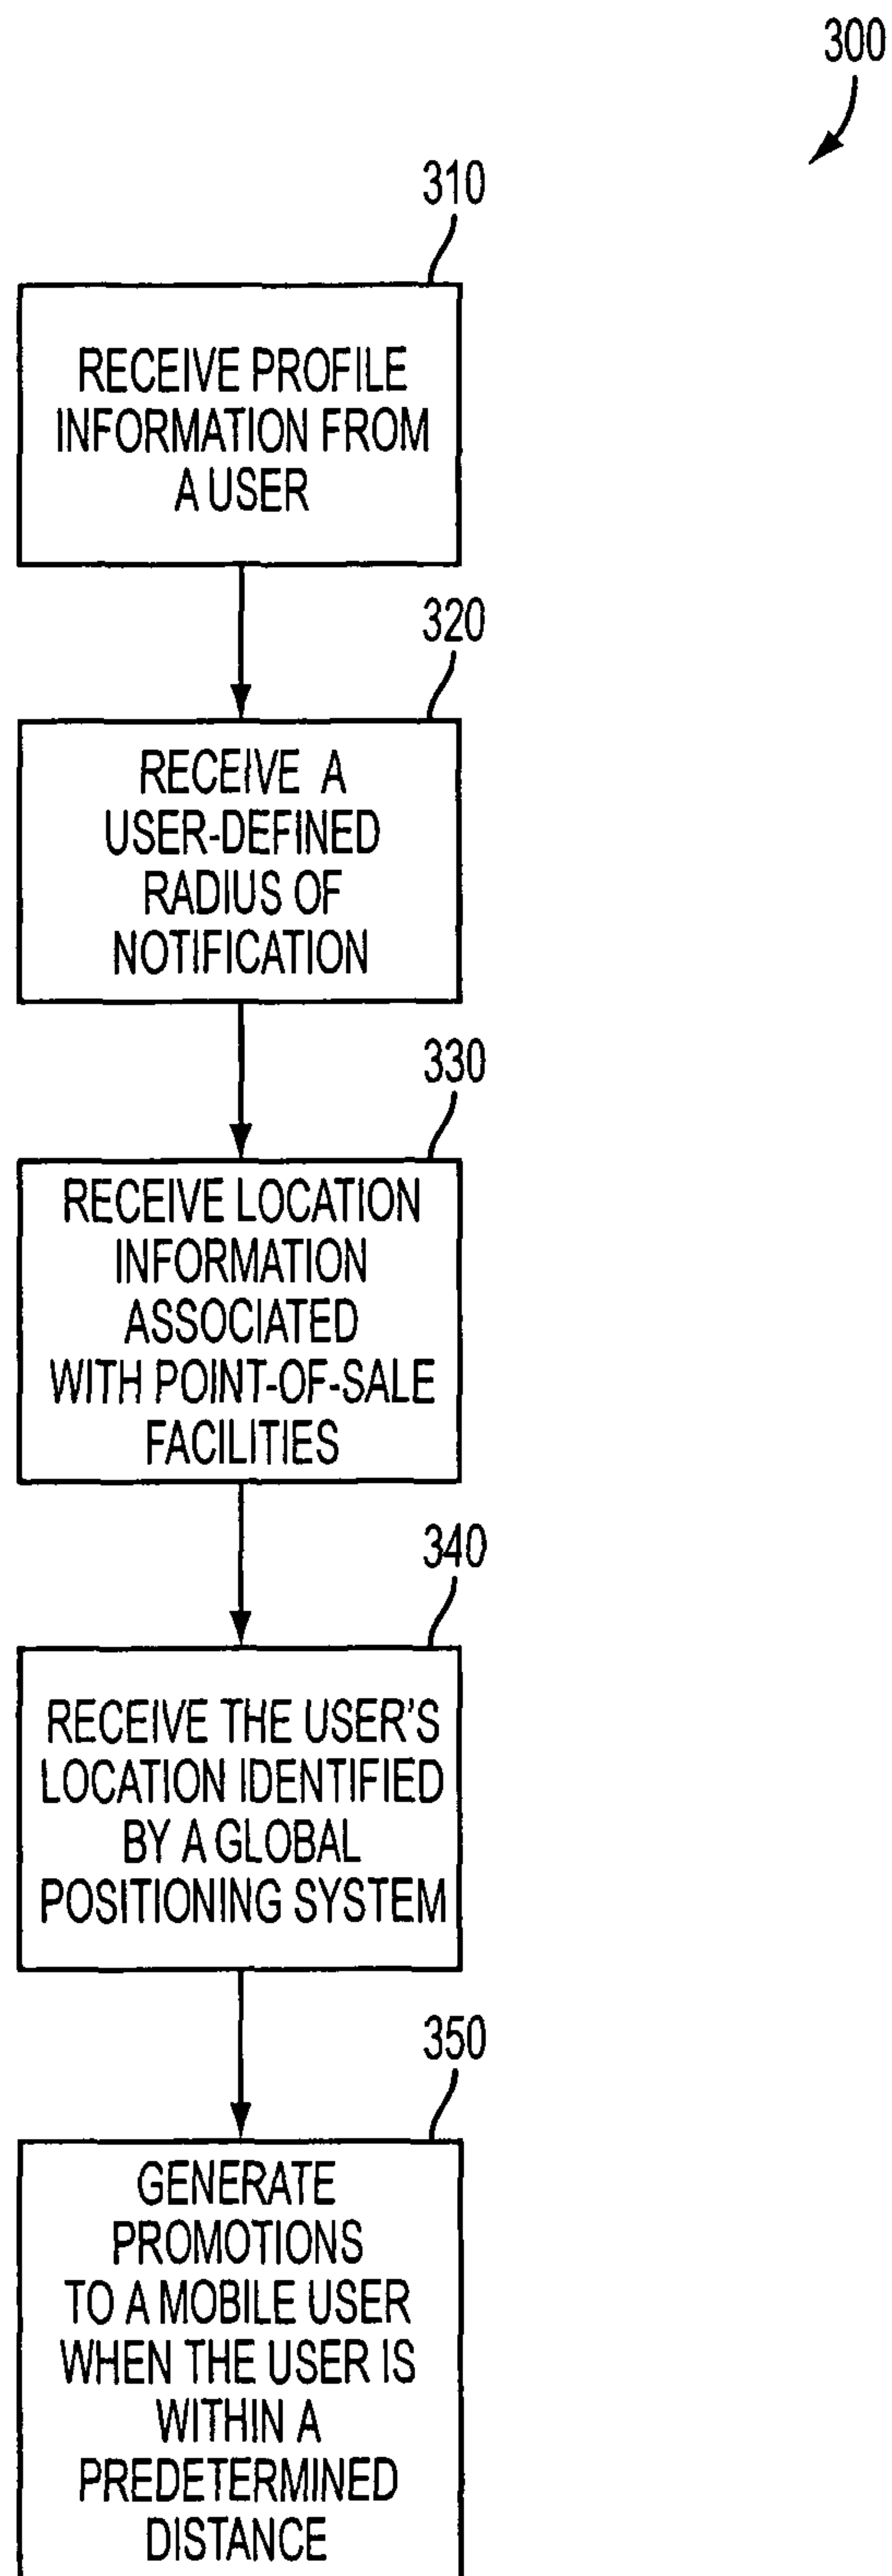 300
310
RECEIVE PROFILE
INFORMATION FROM
A USER
320
RECEIVE A
USER-DEFINED
RADIUS OF
NOTIFICATION
330
RECEIVE LOCATION
INFORMATION
ASSOCIATED
WITH POINT-OF-SALE
FACILITIES
340
RECEIVE THE USER'S
LOCATION IDENTIFIED
BY A GLOBAL
POSITIONING SYSTEM
350
GENERATE
PROMOTIONS
TO A MOBILE USER
WHEN THE USER IS
WITHIN A
PREDETERMINED
DISTANCE